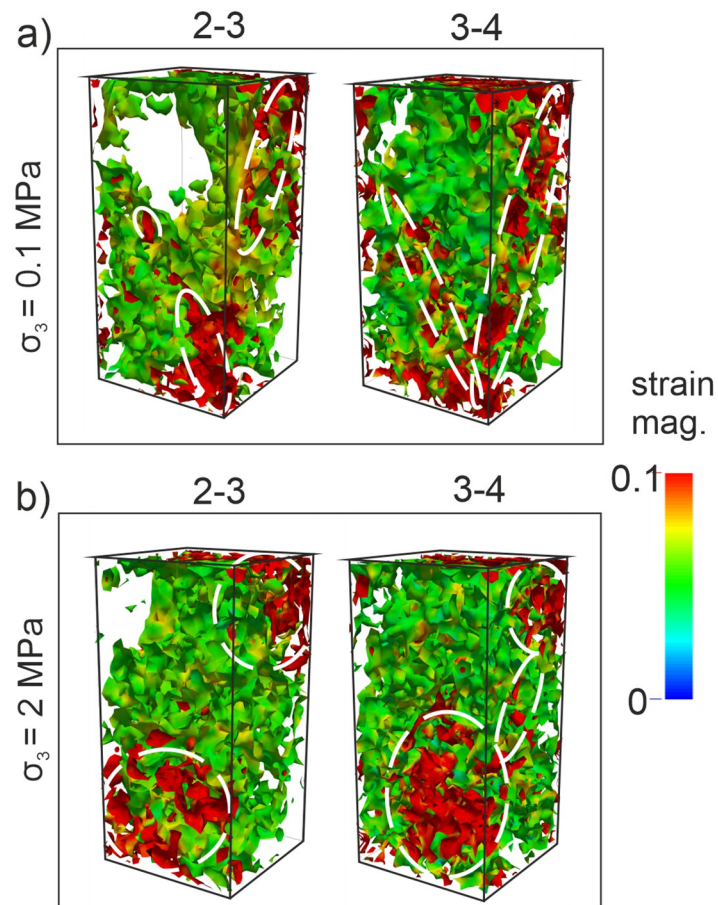 a)
2-3
3-4
σ₃ = 0.1 MPa
strain
mag.
0.1
0
b)
2-3
3-4
σ₃ = 2 MPa